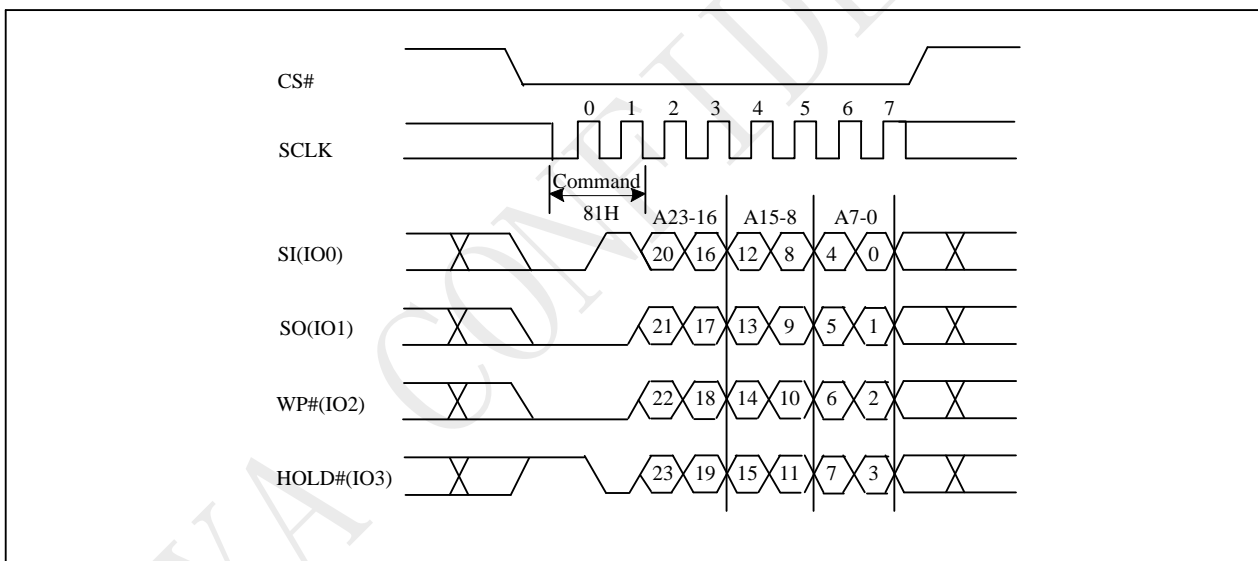 CS#
0 1 2 3 4 5 6 7
SCLK
Command
81H A23-16 A15-8 A7-0
SI(IO0) 20 16 12 8 4 0
SO(IO1) 21 17 13 9 5 1
WP#(IO2) 22 18 14 10 6 2
HOLD#(IO3) 23 19 15 11 7 3